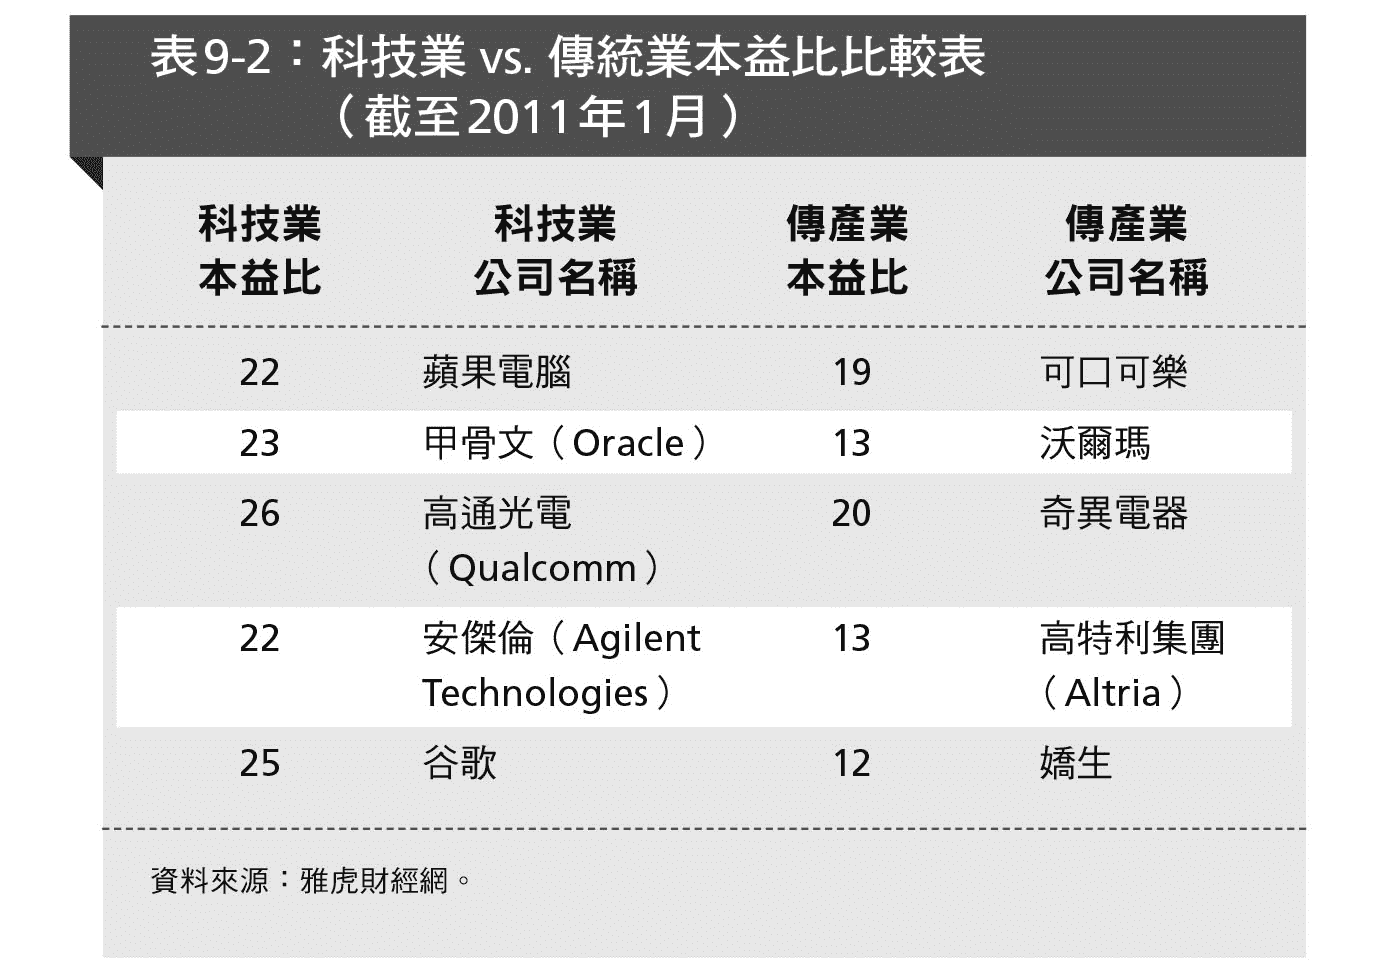 表9-2：科技業 vs. 傳統業本益比比較表
（截至2011年1月）
科技業 科技業 傳產業 傳產業
本益比 公司名稱 本益比 公司名稱
22 蘋果電腦 19 可口可樂
23 甲骨文（Oracle） 13 沃爾瑪
26 高通光電 20 奇異電器
（Qualcomm）
22 安傑倫（Agilent 13 高特利集團
Technologies） （Altria）
25 谷歌 12 嬌生
資料來源：雅虎財經網。